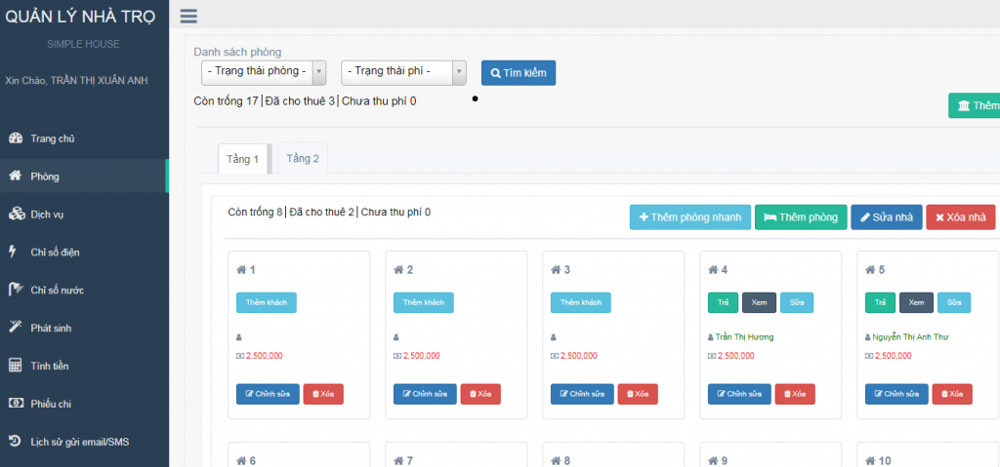 QUẢN LÝ NHÀ TRỌ
SIMPLE HOUSE
Xin Chào, TRẦN THỊ XUÂN ANH
Trang chủ
Phòng
Dịch vụ
Chỉ số điện
Chỉ số nước
Phát sinh
Tính tiền
Phiếu chi
Lịch sử gửi email/SMS
Danh sách phòng
- Trạng thái phòng - - Trạng thái phí - Tìm kiếm
Còn trống 17| Đã cho thuê 3| Chưa thu phí 0
Thêm
Tầng 1 Tầng 2
Còn trống 8| Đã cho thuê 2| Chưa thu phí 0
Thêm phòng nhanh Thêm phòng Sửa nhà Xóa nhà
1 2 3 4 5
Thêm khách Thêm khách Thêm khách Trả Xem Sửa Trả Xem Sửa
Trần Thị Hương Nguyễn Thị Anh Thư
2,500,000 2,500,000 2,500,000 2,500,000 2,500,000
Chỉnh sửa Xóa Chỉnh sửa Xóa Chỉnh sửa Xóa Chỉnh sửa Xóa Chỉnh sửa Xóa
6 7 8 9 10